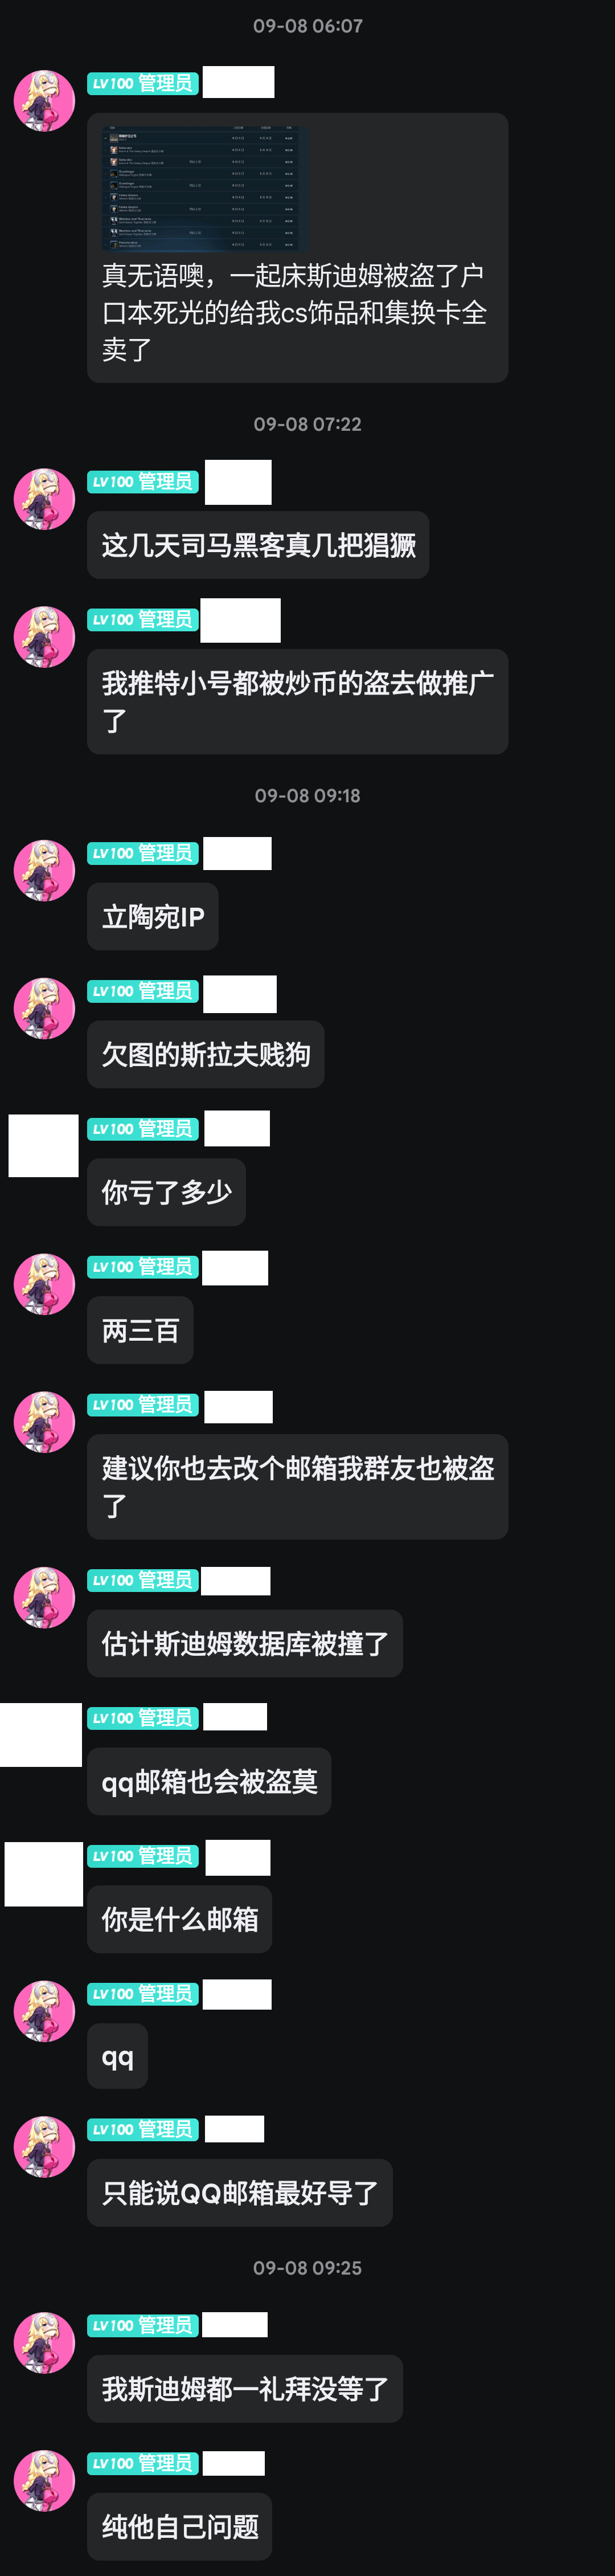 09-08 06:07
LV100 管理员
真无语噢，一起床斯迪姆被盗了户
口本死光的给我cs饰品和集换卡全
卖了
09-08 07:22
LV100 管理员
这几天司马黑客真几把猖獗
LV100 管理员
我推特小号都被炒币的盗去做推广
了
09-08 09:18
LV100 管理员
立陶宛IP
LV100 管理员
欠图的斯拉夫贱狗
LV100 管理员
你亏了多少
LV100 管理员
两三百
LV100 管理员
建议你也去改个邮箱我群友也被盗
了
LV100 管理员
估计斯迪姆数据库被撞了
LV100 管理员
qq邮箱也会被盗莫
LV100 管理员
你是什么邮箱
LV100 管理员
qq
LV100 管理员
只能说QQ邮箱最好导了
09-08 09:25
LV100 管理员
我斯迪姆都一礼拜没等了
LV100 管理员
纯他自己问题